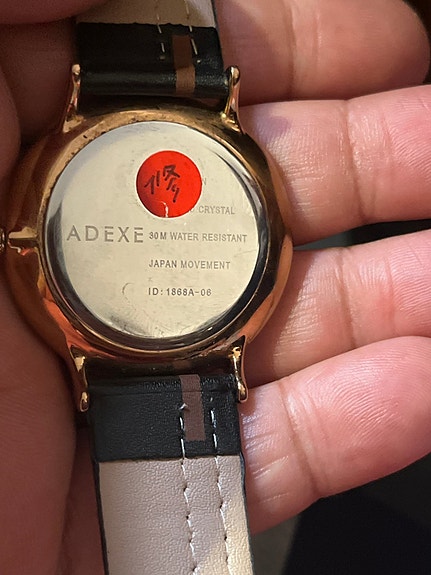 N
CRYSTAL
ADEXE 30M WATER RESISTANT
JAPAN MOVEMENT
ID: 1868A-06